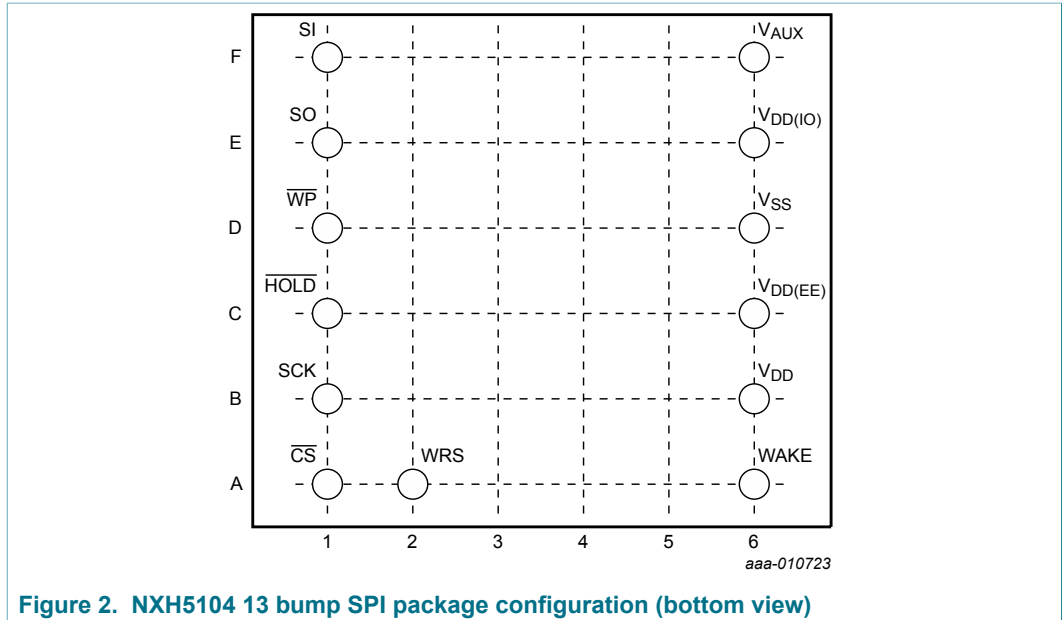 SI VAUX
F
SO VDD(IO)
E
WP VSS
D
HOLD VDD(EE)
C
SCK VDD
B
CS WRS WAKE
A
1 2 3 4 5 6
aaa-010723
Figure 2. NXH5104 13 bump SPI package configuration (bottom view)